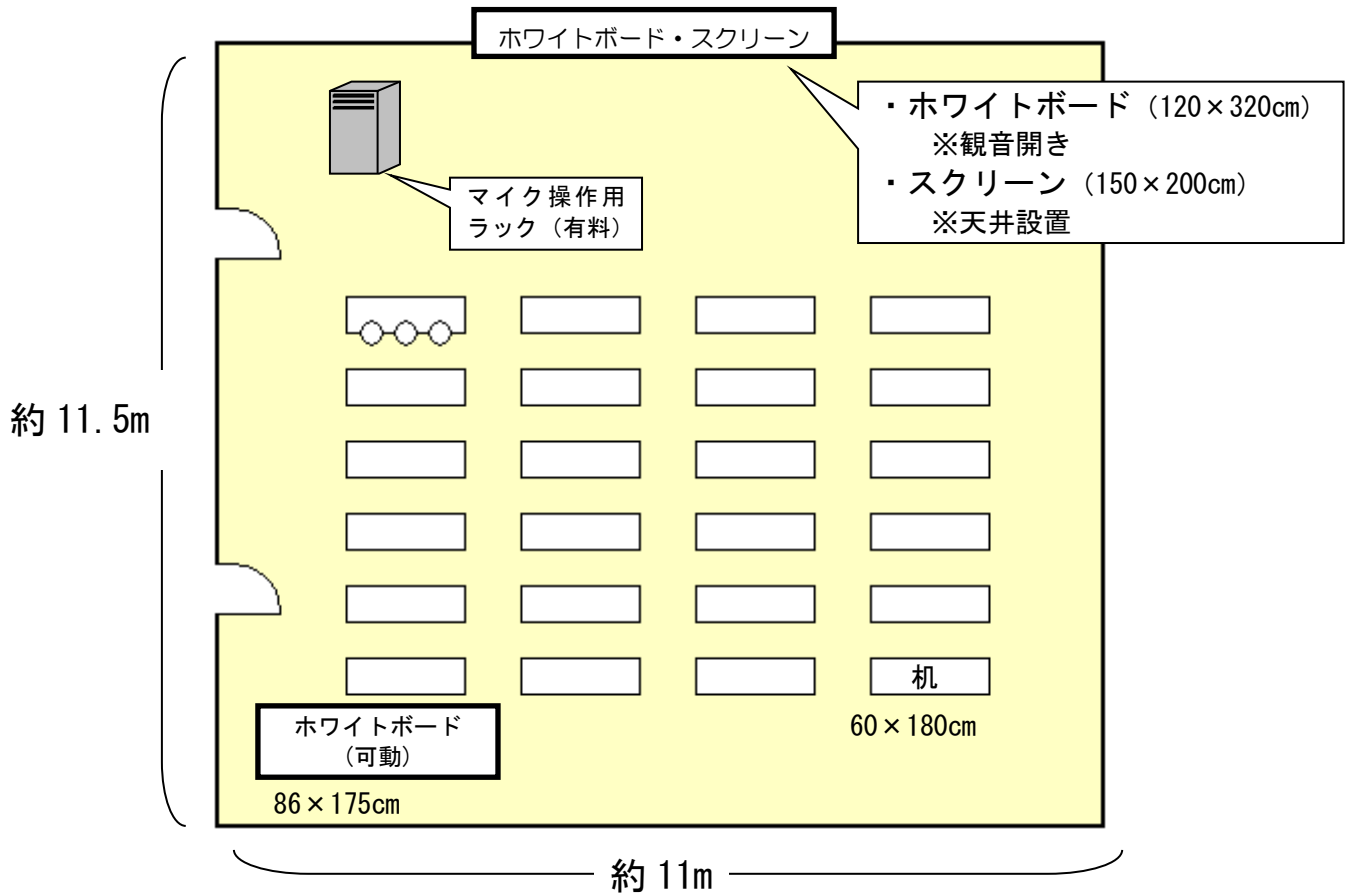 ホワイトボード・スクリーン
・ホワイトボード（120×320㎝）
※観音開き
・スクリーン（150×200㎝）
※天井設置
マイク操作用
ラック（有料）
約 11.5m
机
60×180㎝
ホワイトボード
（可動）
86×175㎝
約 11m